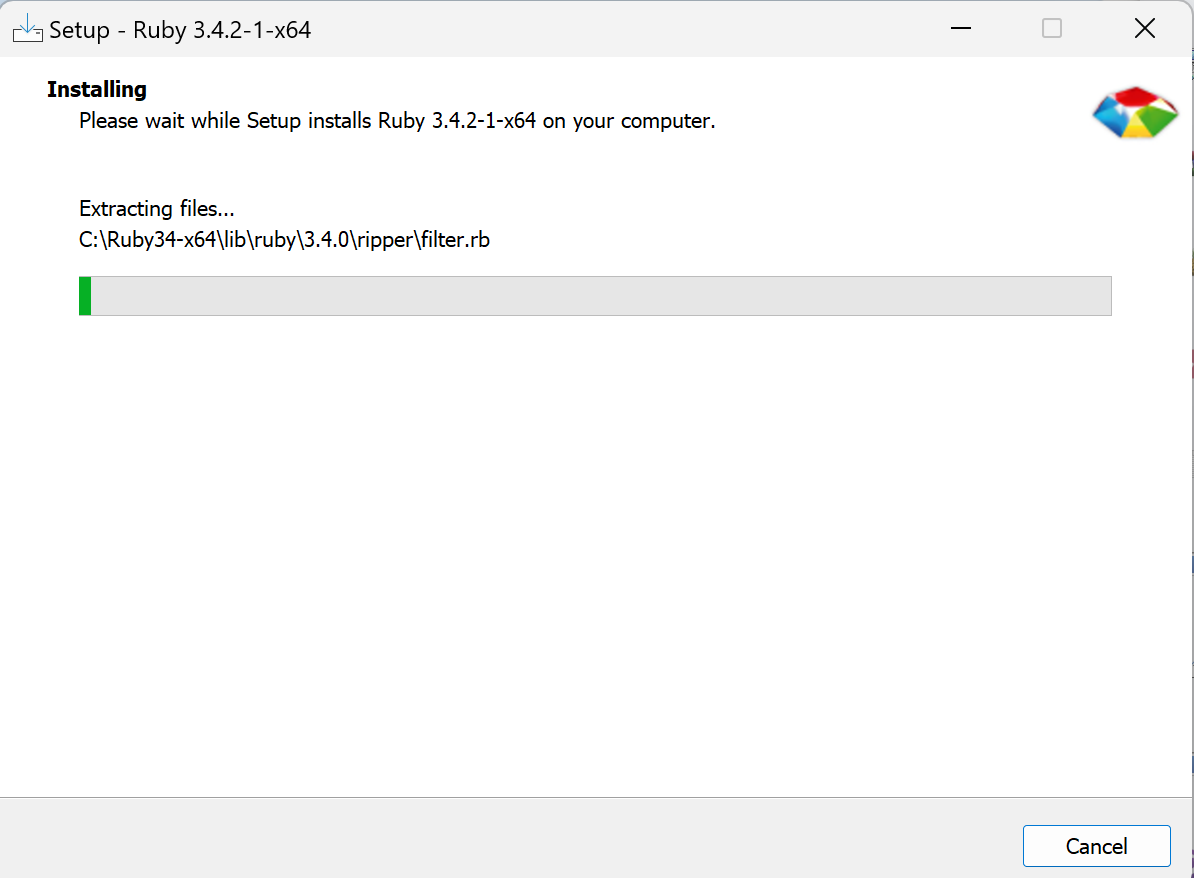 Setup - Ruby 3.4.2-1-x64
Installing
Please wait while Setup installs Ruby 3.4.2-1-x64 on your computer.
Extracting files...
C:\Ruby34-x64\lib\ruby\3.4.0\ripper\filter.rb
Cancel